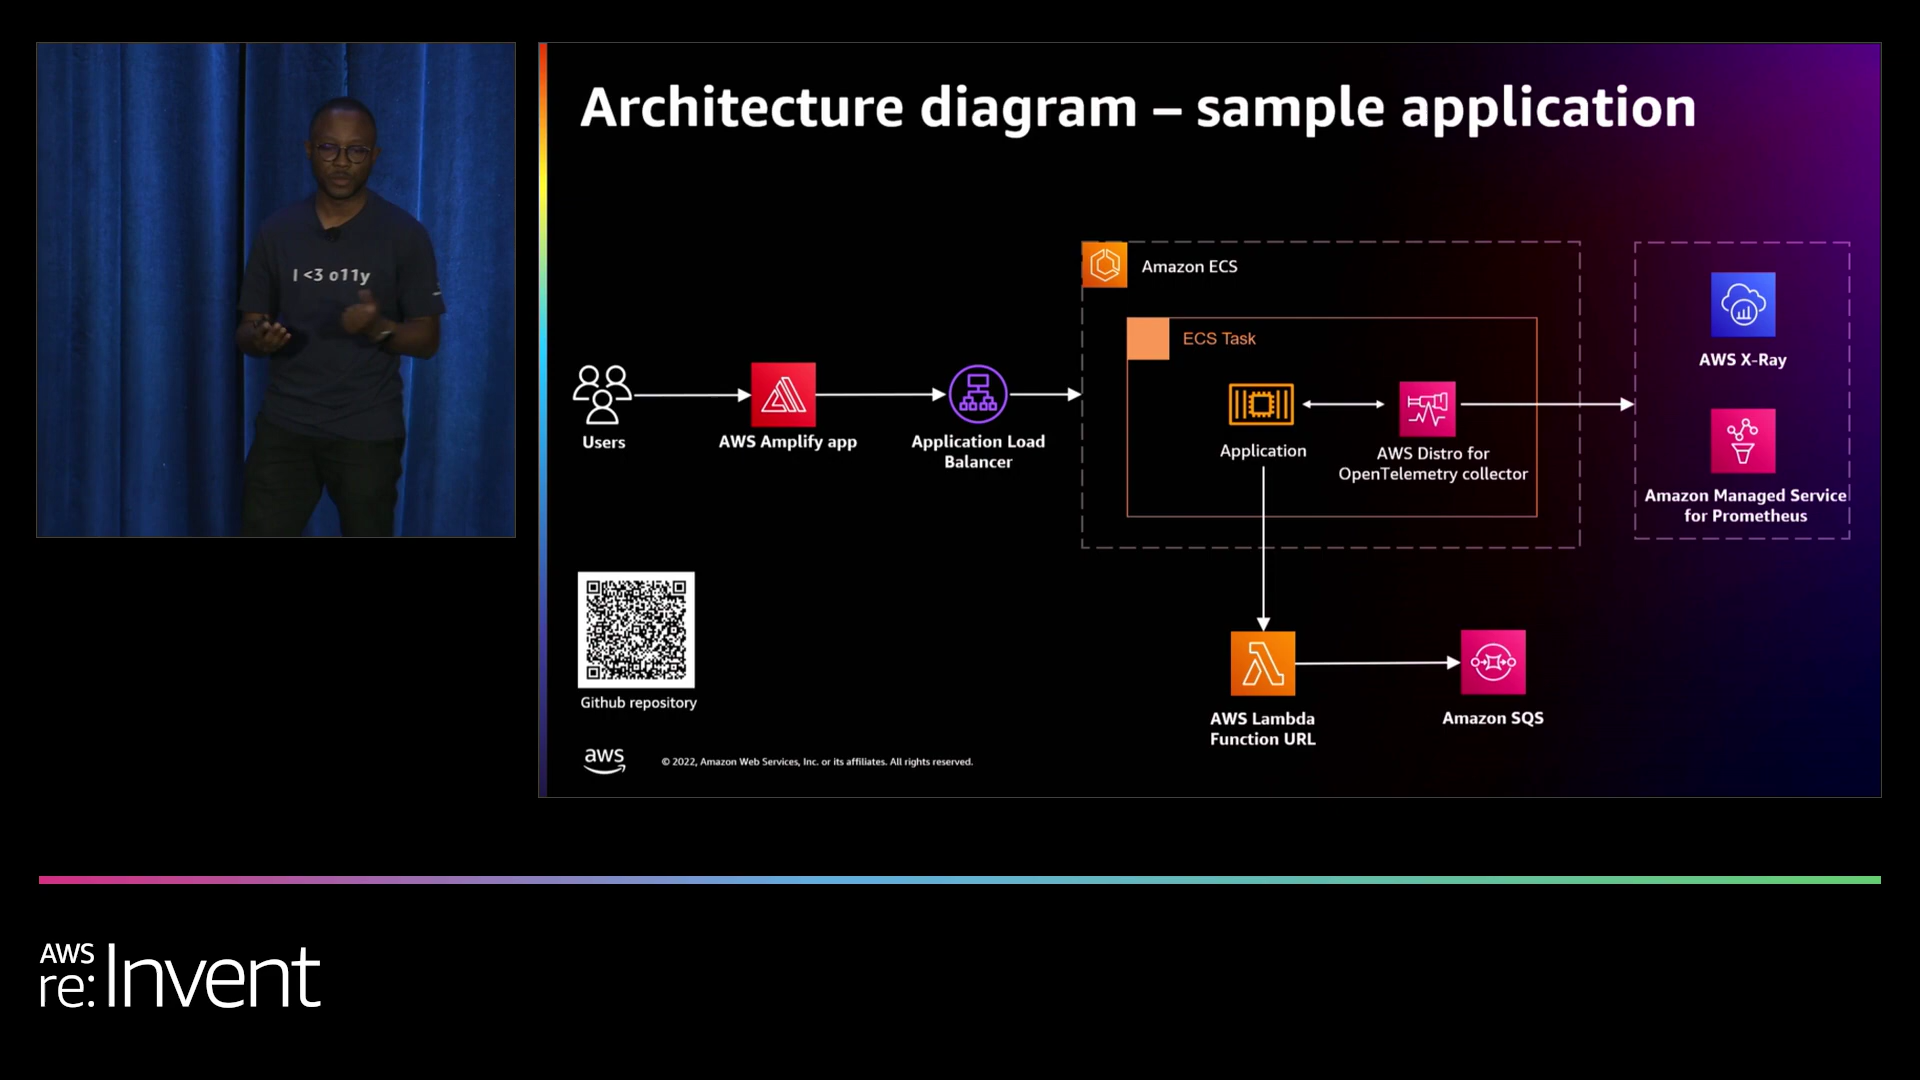 I <3 o11y
Architecture diagram – sample application
Amazon ECS
ECS Task
Users
AWS Amplify app
Application Load
Balancer
Application
AWS Distro for
OpenTelemetry collector
AWS X-Ray
Amazon Managed Service
for Prometheus
AWS Lambda
Function URL
Amazon SQS
Github repository
aws
© 2022, Amazon Web Services, Inc. or its affiliates. All rights reserved.
AWS
re:Invent